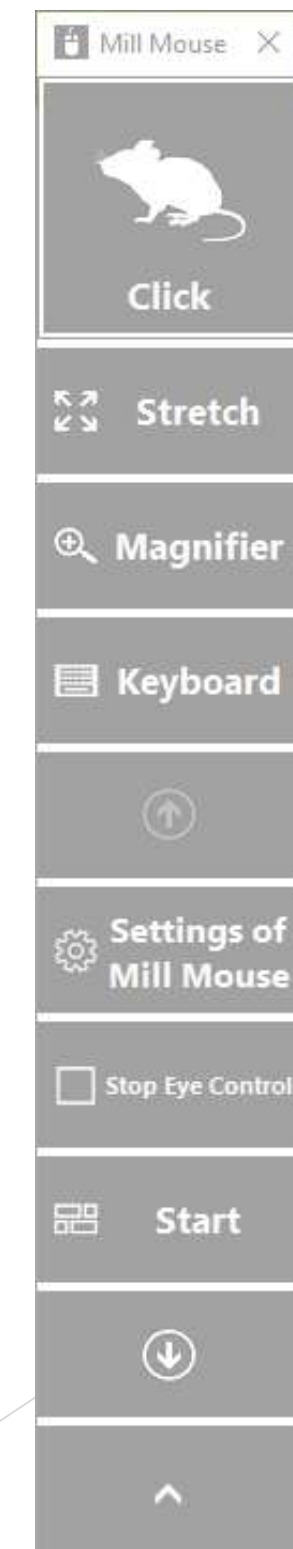 Mill Mouse
Click
Stretch
Magnifier
Keyboard
Settings of
Mill Mouse
Stop Eye Control
Start